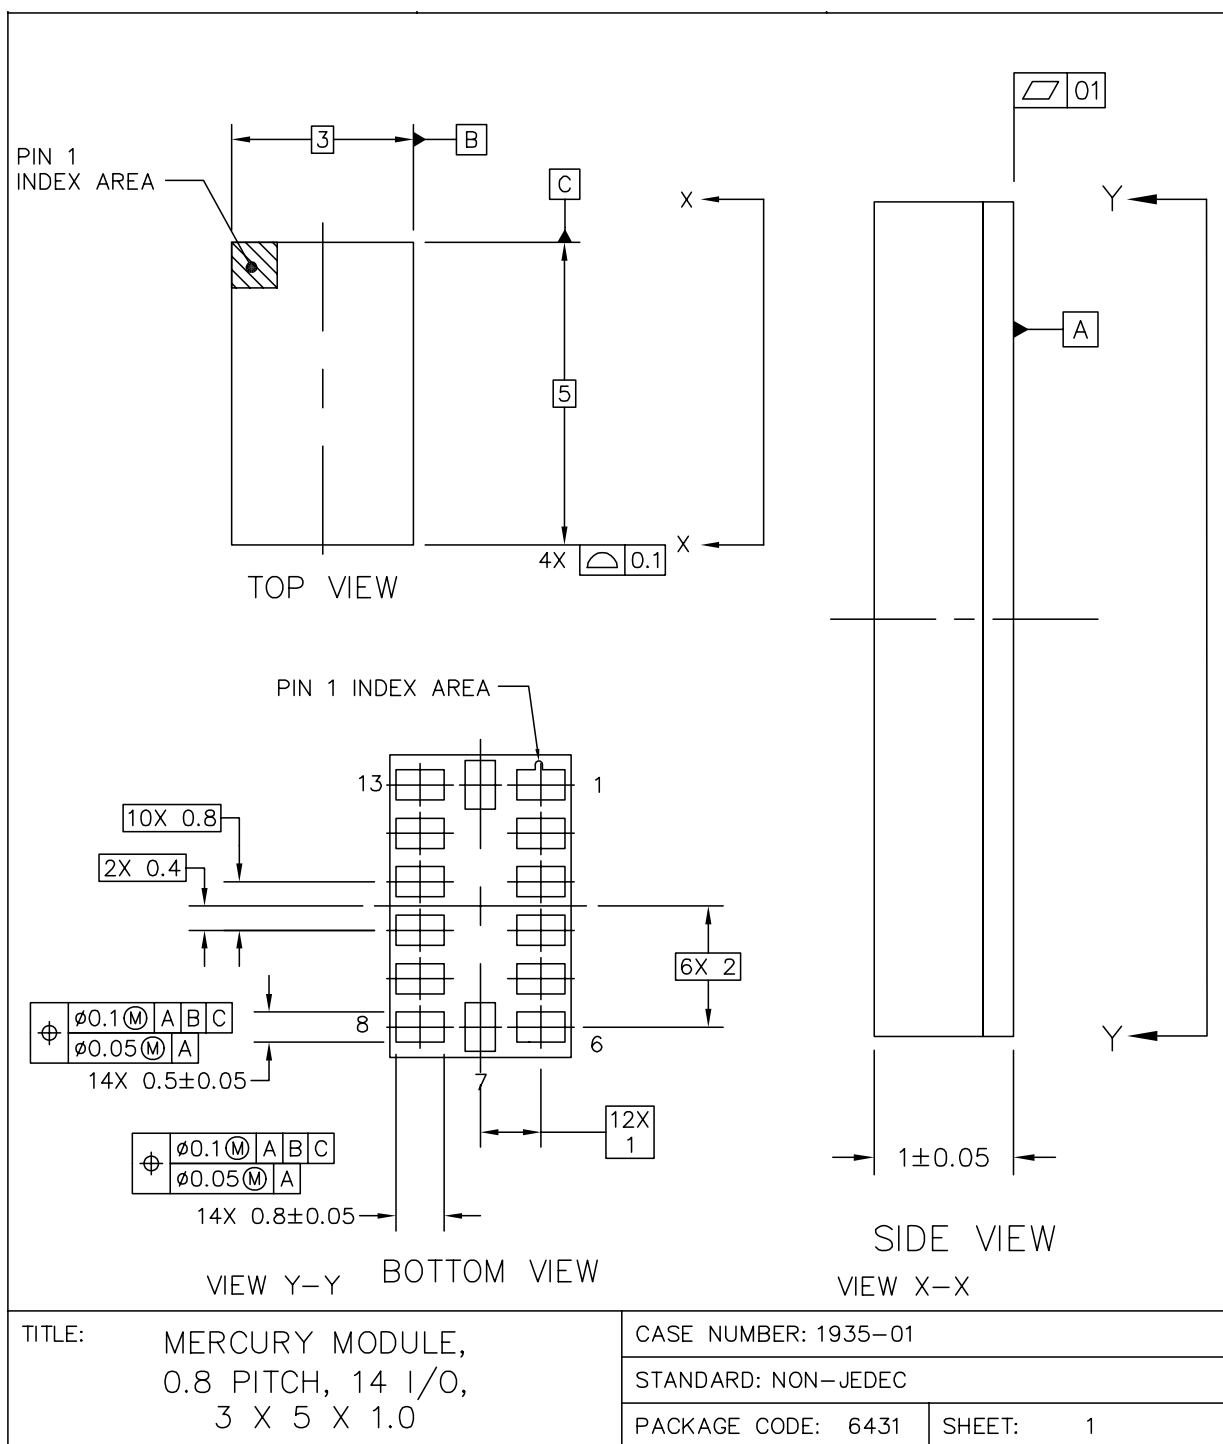 01
3
B
PIN 1
INDEX AREA
C
X
Y
A
5
4X 0.1
X
TOP VIEW
PIN 1 INDEX AREA
13
1
10X 0.8
2X 0.4
6X 2
ø0.1Ⓜ A B C
ø0.05Ⓜ A
8
6
14X 0.5±0.05
7
Y
12X
1
ø0.1Ⓜ A B C
ø0.05Ⓜ A
1±0.05
14X 0.8±0.05
SIDE VIEW
BOTTOM VIEW
VIEW Y-Y
VIEW X-X
TITLE:
MERCURY MODULE,
0.8 PITCH, 14 I/O,
3 X 5 X 1.0
CASE NUMBER: 1935-01
STANDARD: NON-JEDEC
PACKAGE CODE: 6431
SHEET: 1